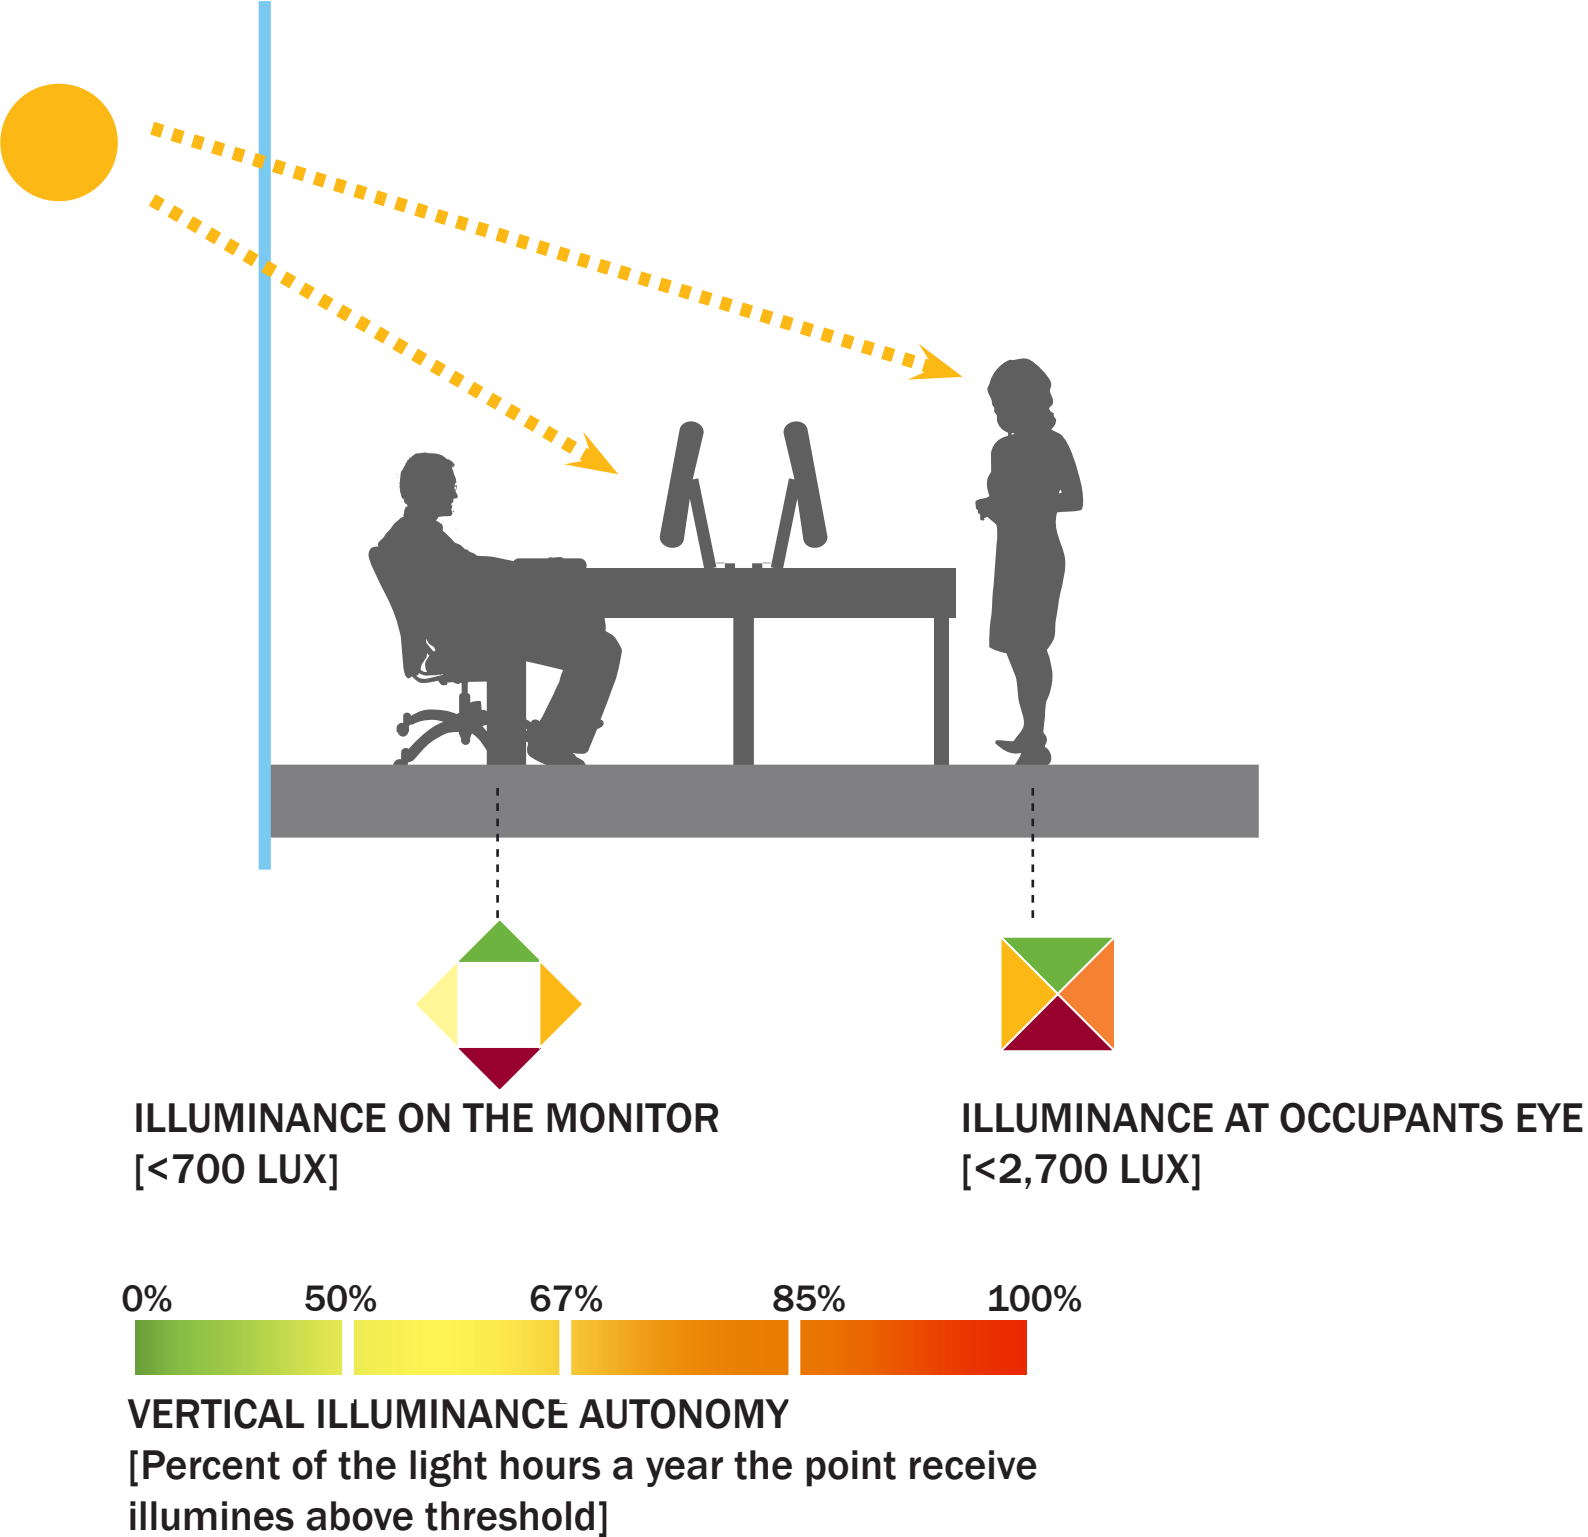 ILLUMINANCE ON THE MONITOR
[<700 LUX]
ILLUMINANCE AT OCCUPANTS EYE
[<2,700 LUX]
0% 50% 67% 85% 100%
VERTICAL ILLUMINANCE AUTONOMY
[Percent of the light hours a year the point receive
illumines above threshold]